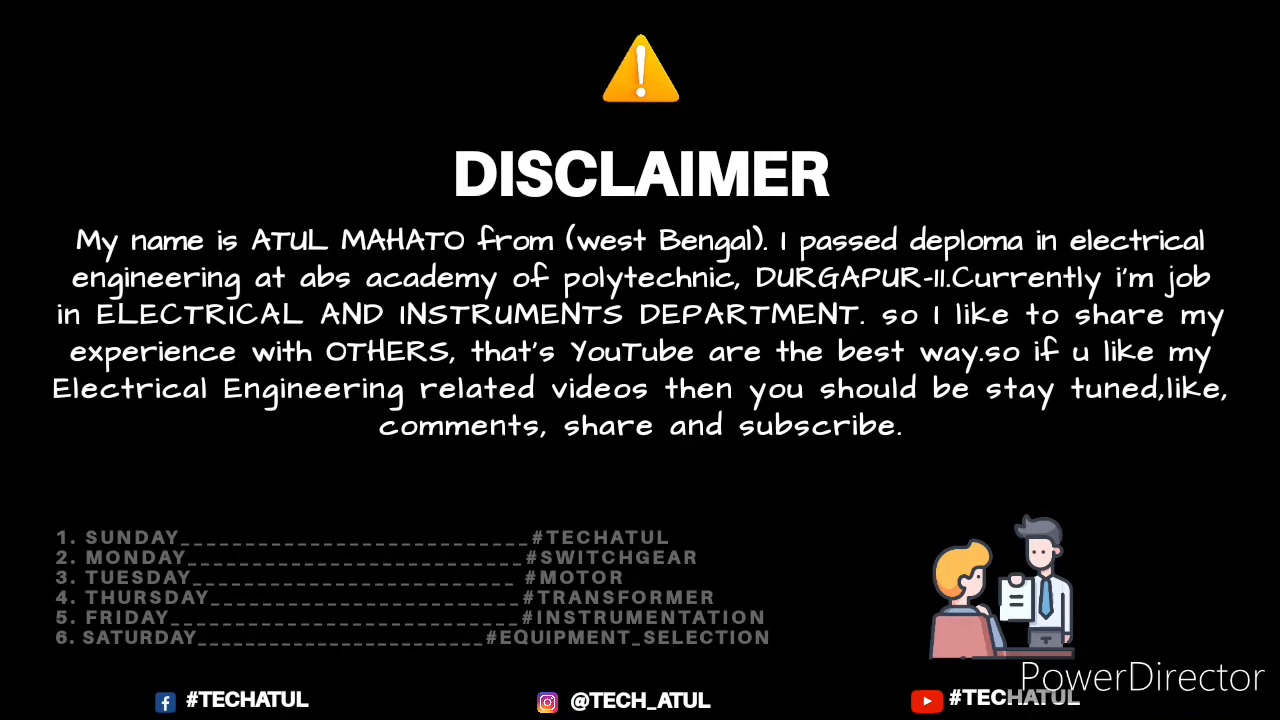 DISCLAIMER
My name is ATUL MAHATO from (west Bengal). I passed deploma in electrical
engineering at abs academy of polytechnic, DURGAPUR-II.Currently i'm job
in ELECTRICAL AND INSTRUMENTS DEPARTMENT. so I like to share my
experience with OTHERS, that's YouTube are the best way.so if u like my
Electrical Engineering related videos then you should be stay tuned,like,
comments, share and subscribe.
1. SUNDAY___________________________#TECHATUL
2. MONDAY__________________________#SWITCHGEAR
3. TUESDAY_________________________ #MOTOR
4. THURSDAY________________________#TRANSFORMER
5. FRIDAY___________________________#INSTRUMENTATION
6. SATURDAY________________________#EQUIPMENT_SELECTION
PowerDirector
#TECHATUL @TECH_ATUL #TECHATUL